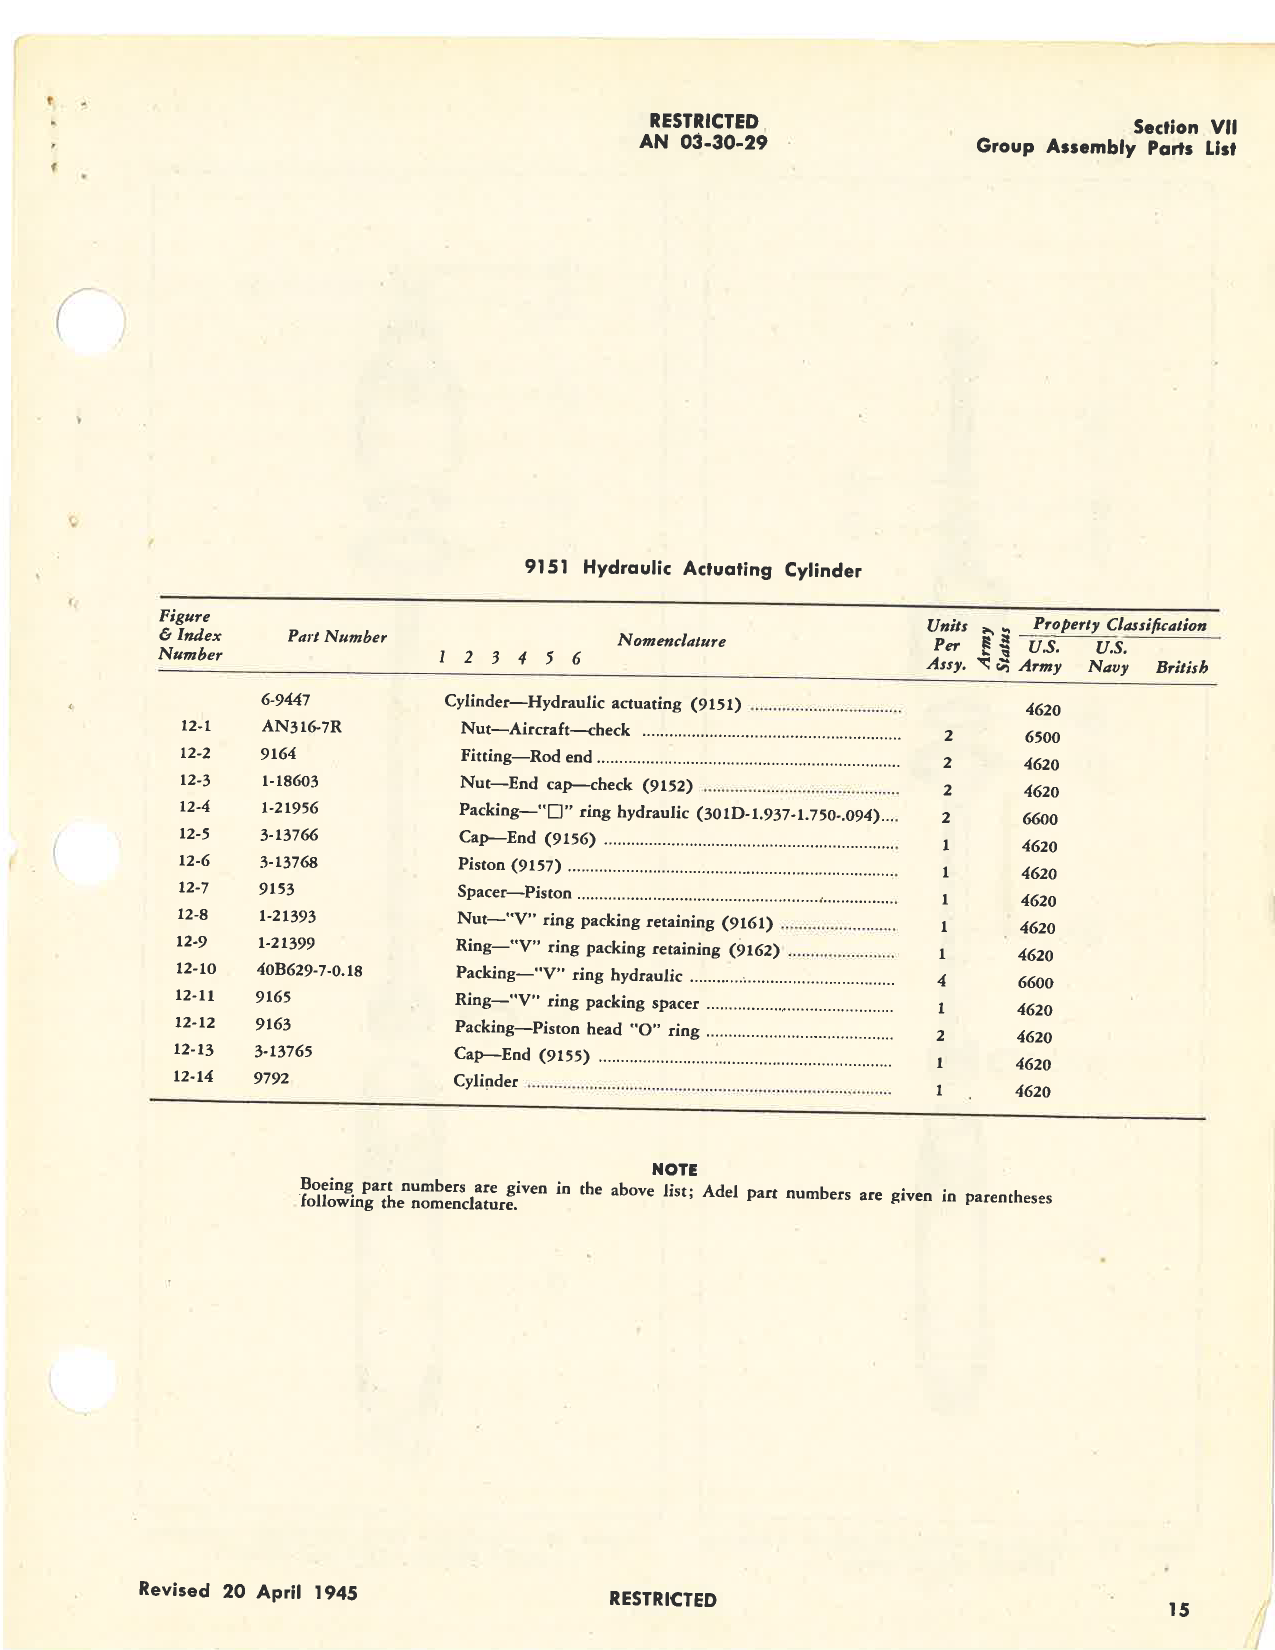 RESTRICTED
AN 03-30-29
Section VII
Group Assembly Parts List
9151 Hydraulic Actuating Cylinder
Figure & Index Number Part Number Nomenclature 1 2 3 4 5 6 Units Per Assy. Army Status Property Classification U.S. Army U.S. Navy British
6-9447 Cylinder—Hydraulic actuating (9151) 4620
12-1 AN316-7R Nut—Aircraft—check 2 6500
12-2 9164 Fitting—Rod end 2 4620
12-3 1-18603 Nut—End cap—check (9152) 2 4620
12-4 1-21956 Packing—"□" ring hydraulic (301D-1.937-1.750-.094).... 2 6600
12-5 3-13766 Cap—End (9156) 1 4620
12-6 3-13768 Piston (9157) 1 4620
12-7 9153 Spacer—Piston 1 4620
12-8 1-21393 Nut—"V" ring packing retaining (9161) 1 4620
12-9 1-21399 Ring—"V" ring packing retaining (9162) 1 4620
12-10 40B629-7-0.18 Packing—"V" ring hydraulic 4 6600
12-11 9165 Ring—"V" ring packing spacer 1 4620
12-12 9163 Packing—Piston head "O" ring 2 4620
12-13 3-13765 Cap—End (9155) 1 4620
12-14 9792 Cylinder 1 4620
NOTE
Boeing part numbers are given in the above list; Adel part numbers are given in parentheses
following the nomenclature.
Revised 20 April 1945
RESTRICTED
15